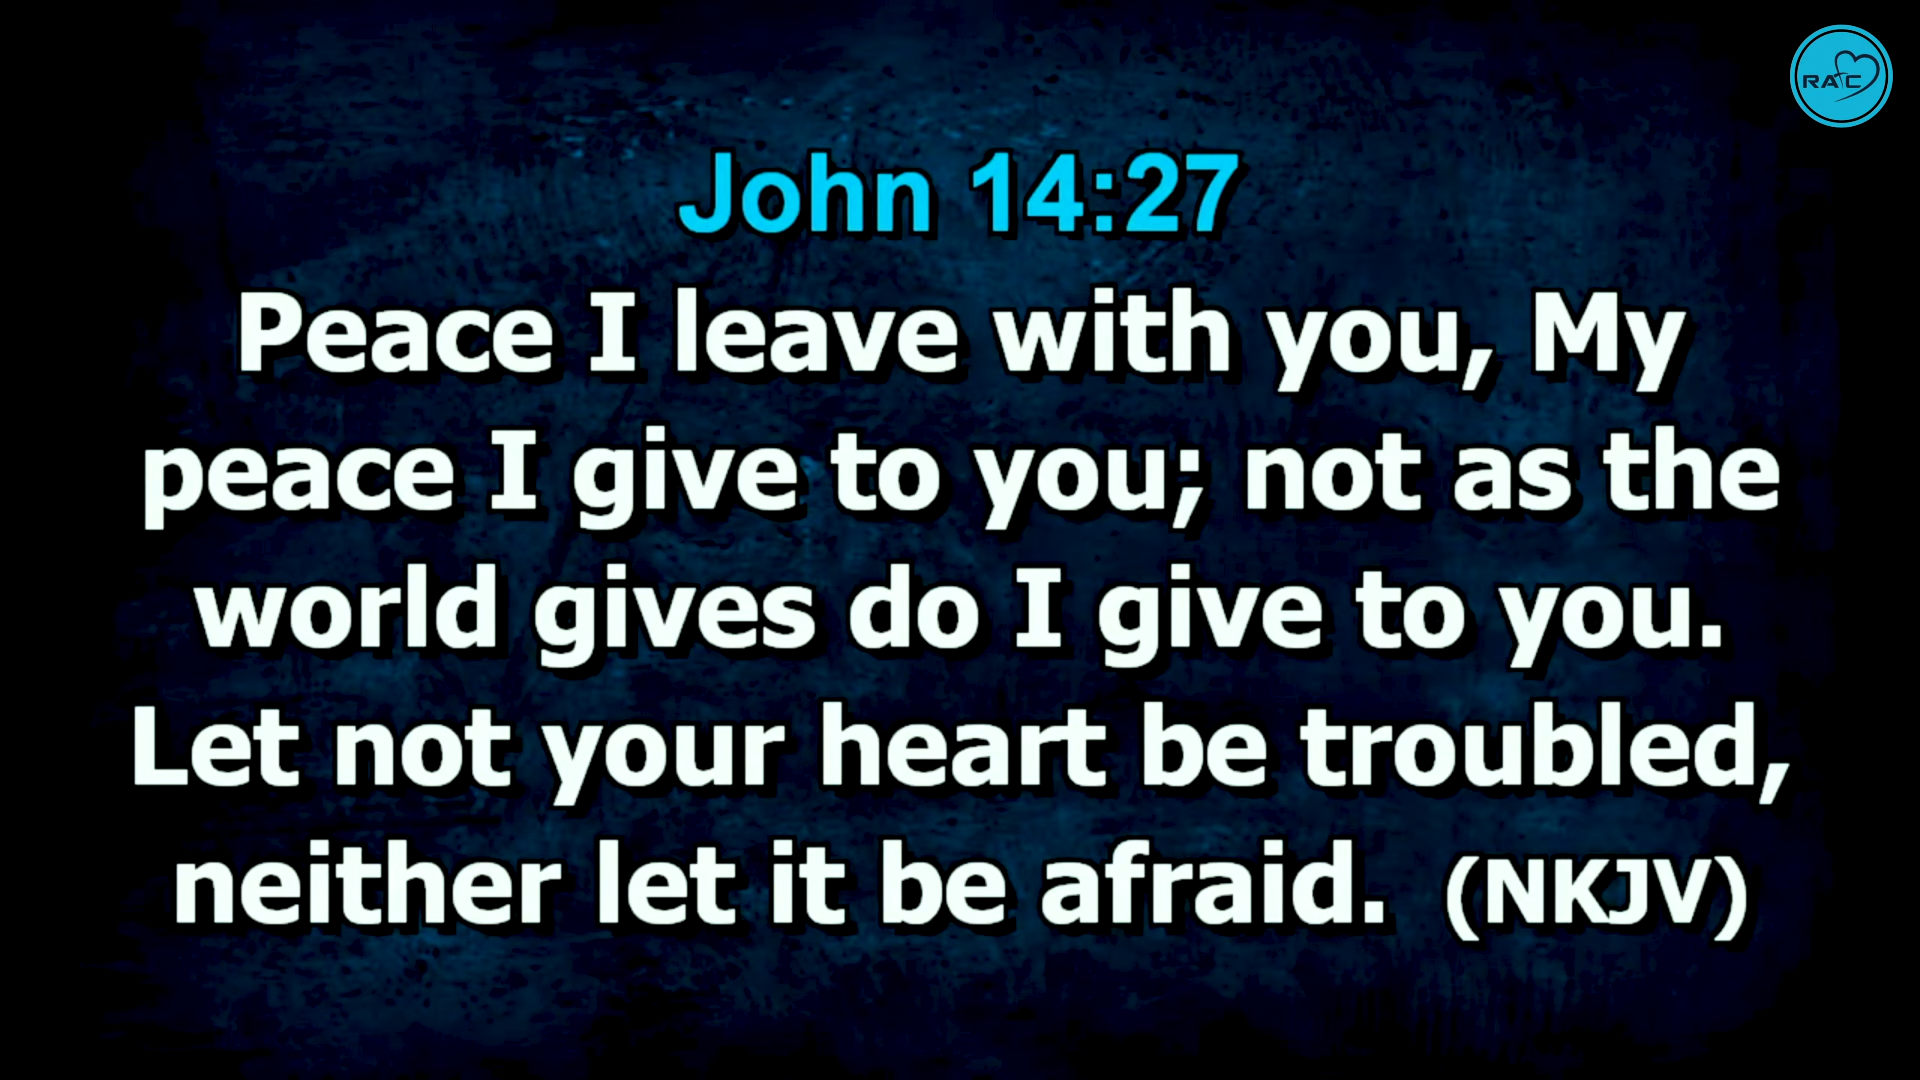 RAC
John 14:27
Peace I leave with you, My
peace I give to you; not as the
world gives do I give to you.
Let not your heart be troubled,
neither let it be afraid. (NKJV)